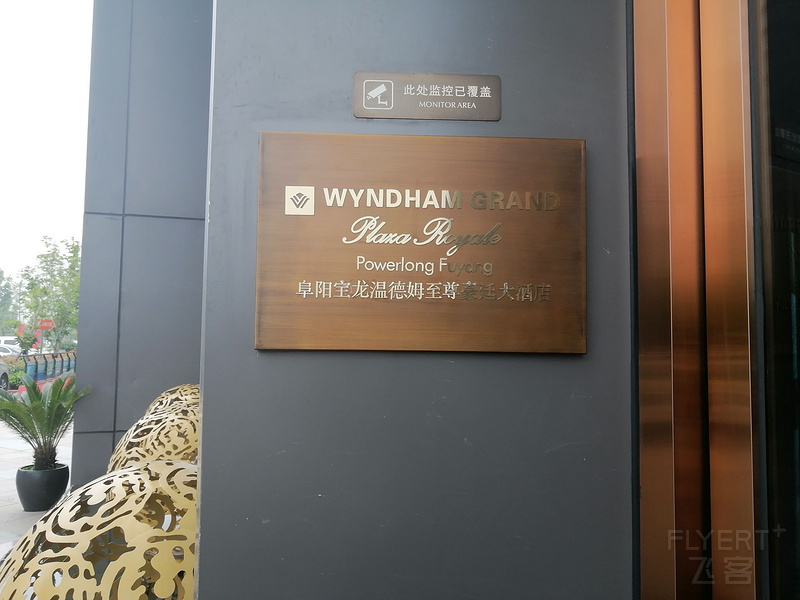 此处监控已覆盖
MONITOR AREA
WYNDHAM GRAND
Plaza Royale
Powerlong Fuyang
阜阳宝龙温德姆至尊豪廷大酒店
FLYERT+
飞客